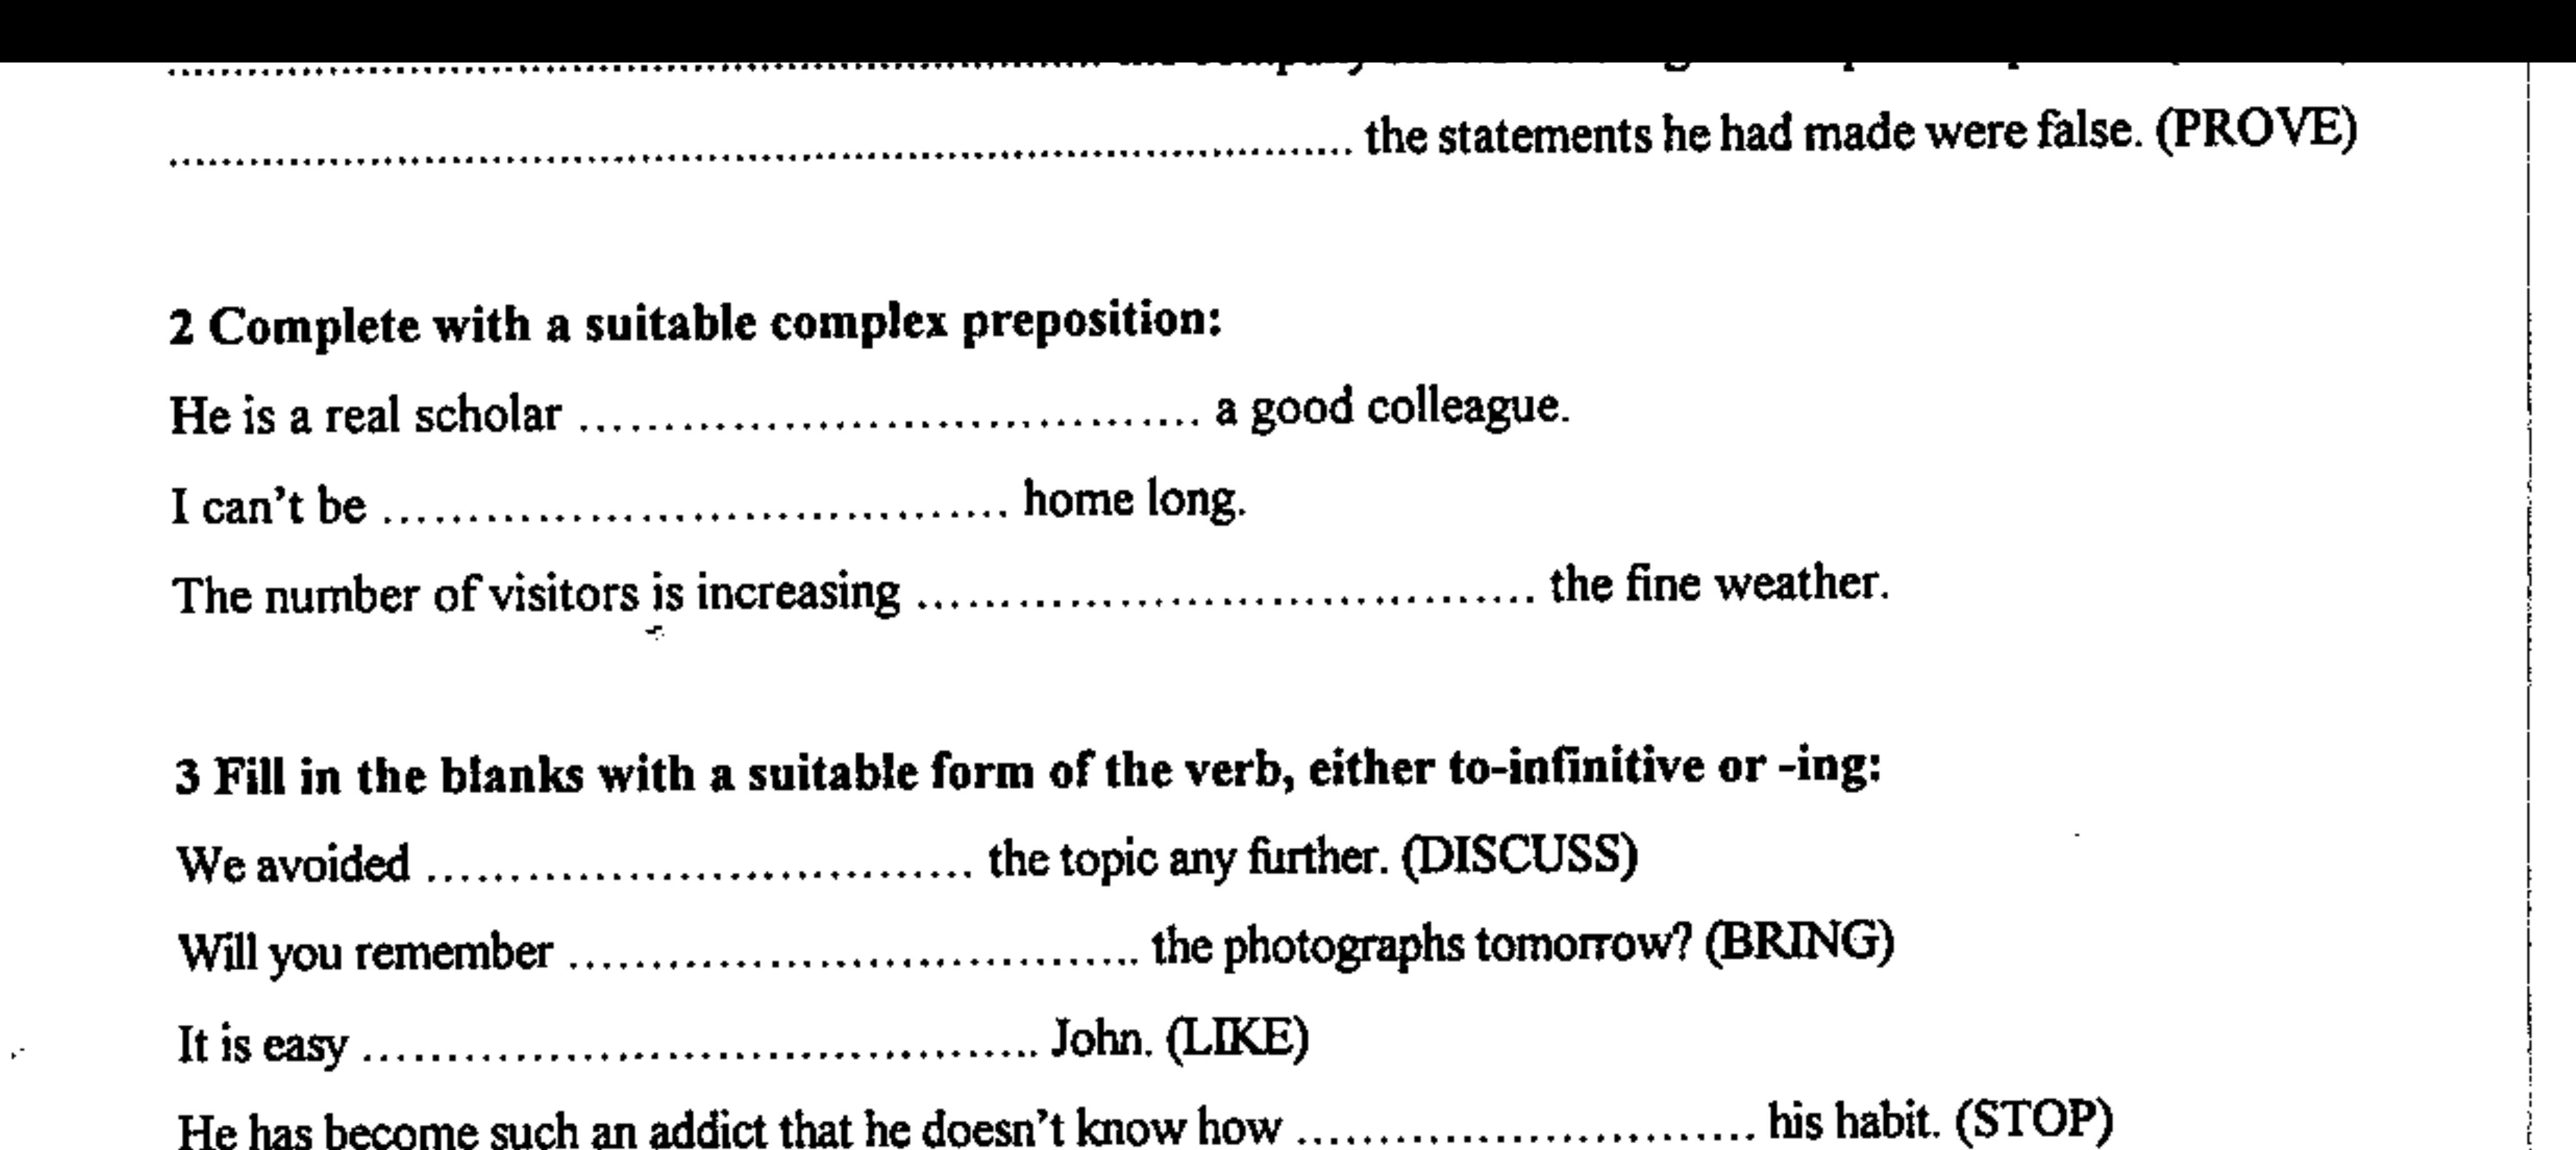 ........................................ the statements he had made were false. (PROVE)
2 Complete with a suitable complex preposition:
He is a real scholar .................................... a good colleague.
I can't be .................................... home long.
The number of visitors is increasing .................................... the fine weather.
3 Fill in the blanks with a suitable form of the verb, either to-infinitive or -ing:
We avoided ................................ the topic any further. (DISCUSS)
Will you remember ................................. the photographs tomorrow? (BRING)
It is easy ........................................ John. (LIKE)
He has become such an addict that he doesn't know how ........................... his habit. (STOP)